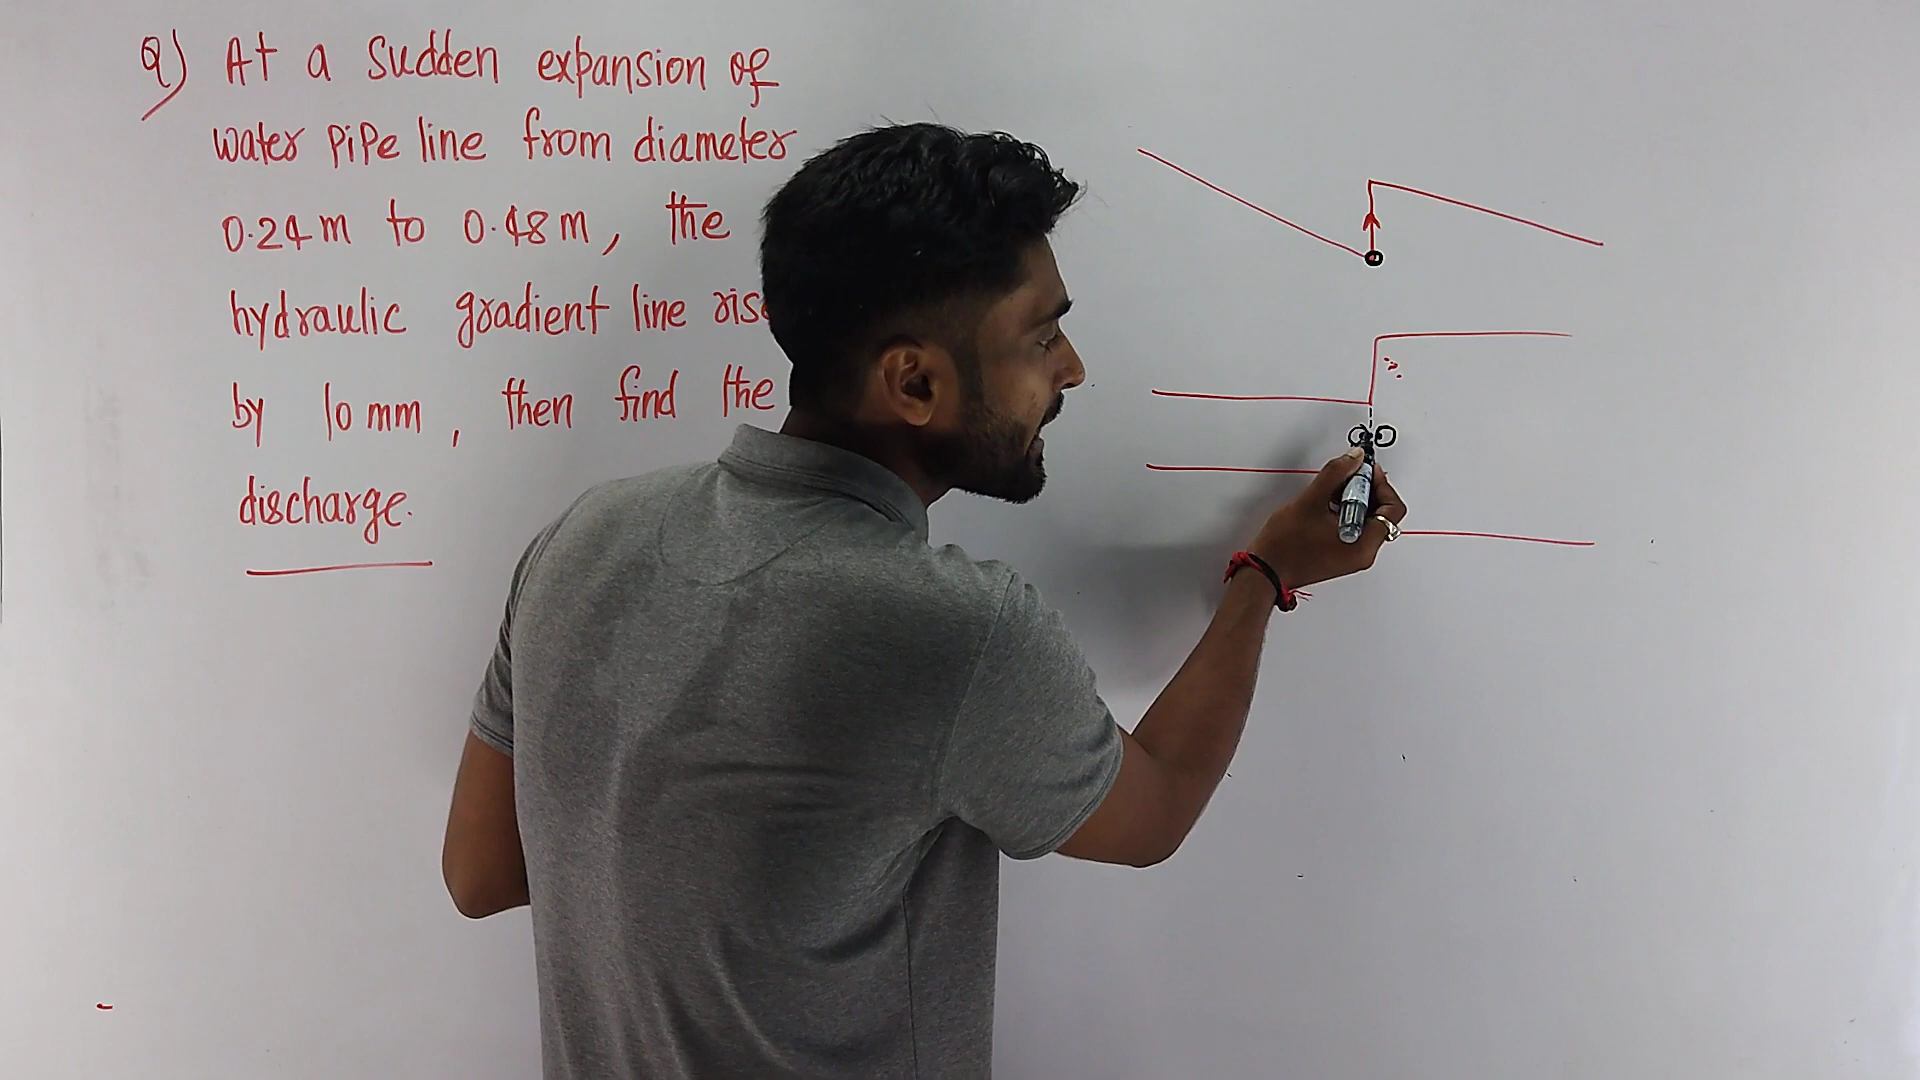 Q) At a sudden expansion of
water pipe line from diameter
0.24 m to 0.48 m, the
hydraulic gradient line
by 10 mm, then find the
discharge.